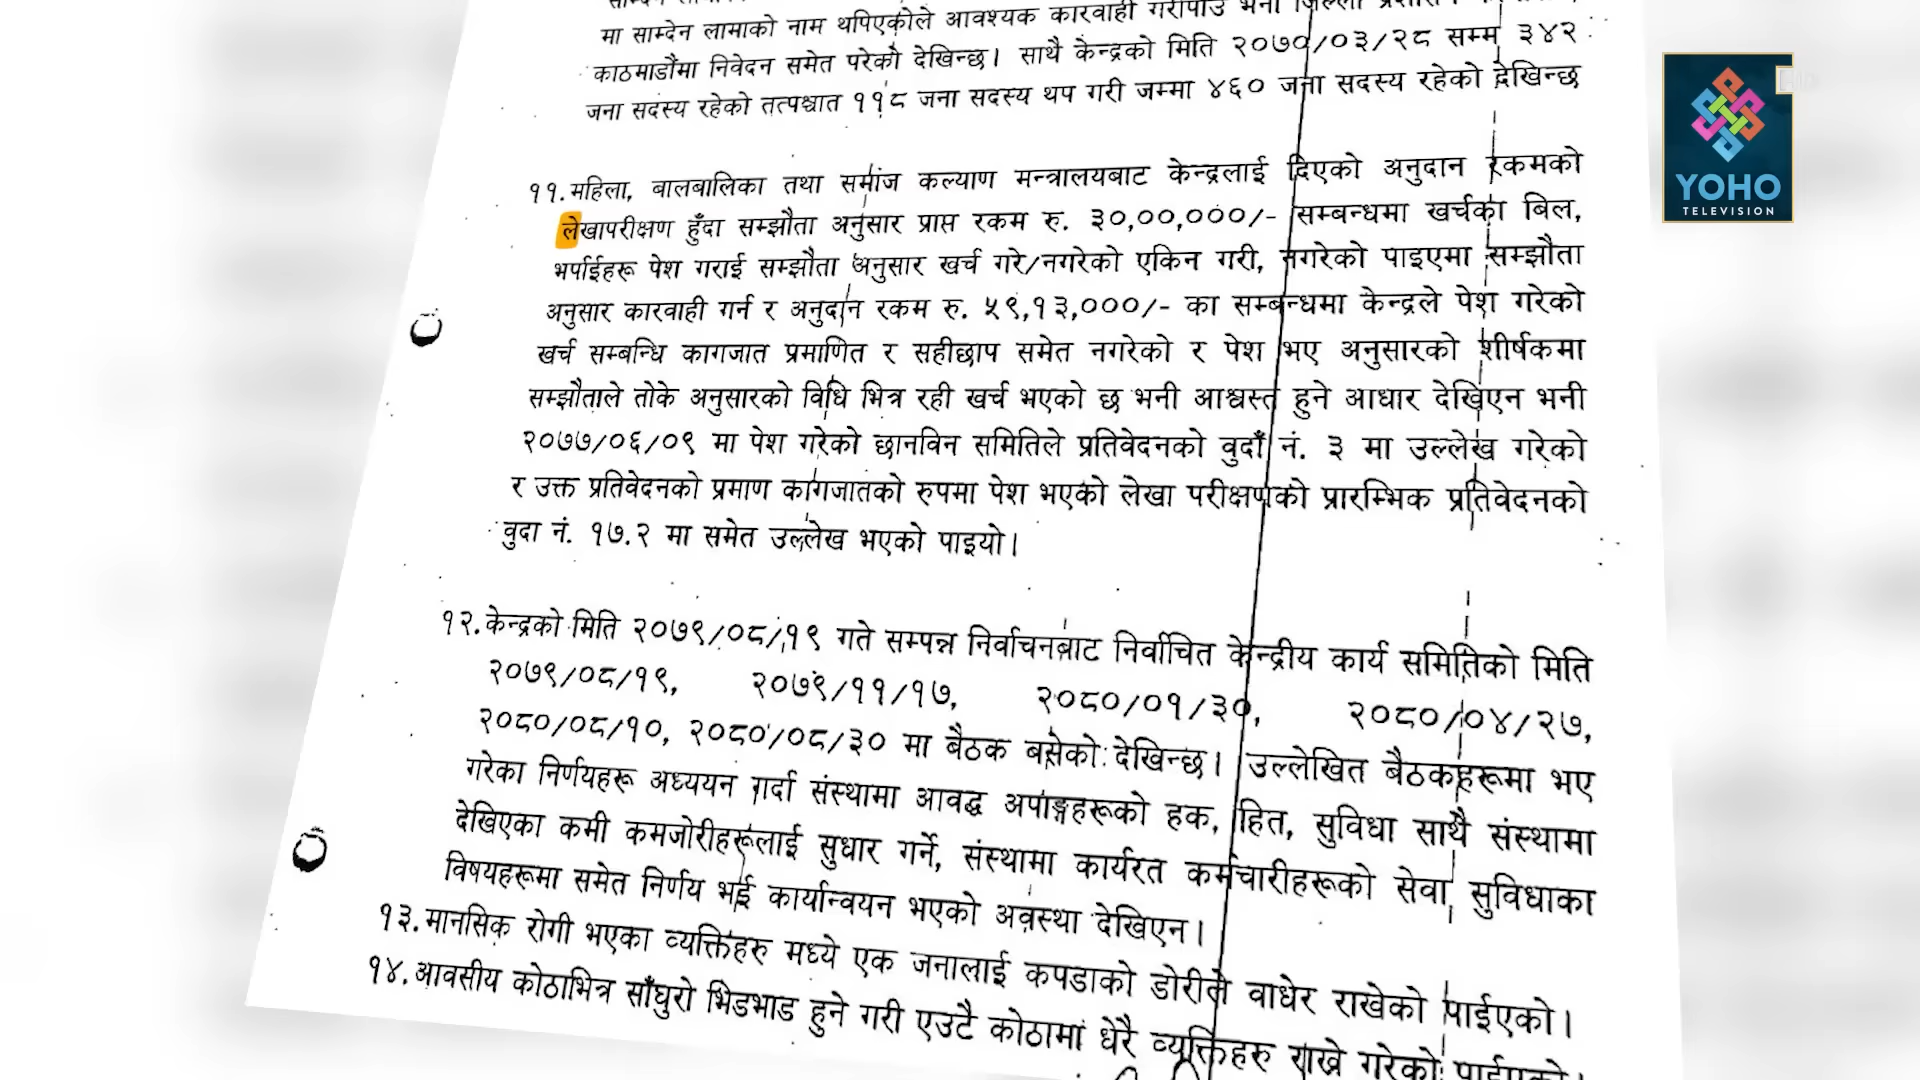 मा साम्देन लामाको नाम थपिएकोले आवश्यक कारवाही गरीपाउँ भनी जिल्ला
काठमाडौंमा निवेदन समेत परेको देखिन्छ। साथै केन्द्रको मिति २०७०/०३/२८ सम्म ३४२
जना सदस्य रहेको तत्पश्चात ११८ जना सदस्य थप गरी जम्मा ४६० जना सदस्य रहेको देखिन्छ
११. महिला, बालबालिका तथा समाज कल्याण मन्त्रालयबाट केन्द्रलाई दिएको अनुदान रकमको
लेखापरीक्षण हुँदा सम्झौता अनुसार प्राप्त रकम रु. ३०,००,०००/- सम्बन्धमा खर्चका बिल,
भर्पाईहरू पेश गराई सम्झौता अनुसार खर्च गरे/नगरेको एकिन गरी, नगरेको पाइएमा सम्झौता
अनुसार कारवाही गर्न र अनुदान रकम रु. ५९,१३,०००/- का सम्बन्धमा केन्द्रले पेश गरेको
खर्च सम्बन्धि कागजात प्रमाणित र सहीछाप समेत नगरेको र पेश भए अनुसारको शीर्षकमा
सम्झौताले तोके अनुसारको विधि भित्र रही खर्च भएको छ भनी आश्वस्त हुने आधार देखिएन भनी
२०७७/०६/०९ मा पेश गरेको छानविन समितिले प्रतिवेदनको वुदाँ नं. ३ मा उल्लेख गरेको
र उक्त प्रतिवेदनको प्रमाण कागजातको रुपमा पेश भएको लेखा परीक्षणको प्रारम्भिक प्रतिवेदनको
वुदा नं. १७.२ मा समेत उल्लेख भएको पाइयो।
१२. केन्द्रको मिति २०७९/०८/१९ गते सम्पन्न निर्वाचनबाट निर्वाचित केन्द्रीय कार्य समितिको मिति
२०७९/०८/१९, २०७९/११/१७, २०८०/०१/३०, २०८०/०४/२७,
२०८०/०८/१०, २०८०/०८/३० मा बैठक बसेको देखिन्छ। उल्लेखित बैठकहरूमा भए
गरेका निर्णयहरू अध्ययन गर्दा संस्थामा आवद्ध अपाङ्गहरूको हक, हित, सुविधा साथै संस्थामा
देखिएका कमी कमजोरीहरूलाई सुधार गर्ने, संस्थामा कार्यरत कर्मचारीहरूको सेवा सुविधाका
विषयहरूमा समेत निर्णय भई कार्यान्वयन भएको अवस्था देखिएन।
१३. मानसिक रोगी भएका व्यक्तिहरु मध्ये एक जनालाई कपडाको डोरीले वाधेर राखेको पाईएको।
१४. आवसीय कोठाभित्र साँघुरो भिडभाड हुने गरी एउटै कोठामा धेरै व्यक्तिहरु राख्ने गरेको पाईएको।
YOHO
TELEVISION